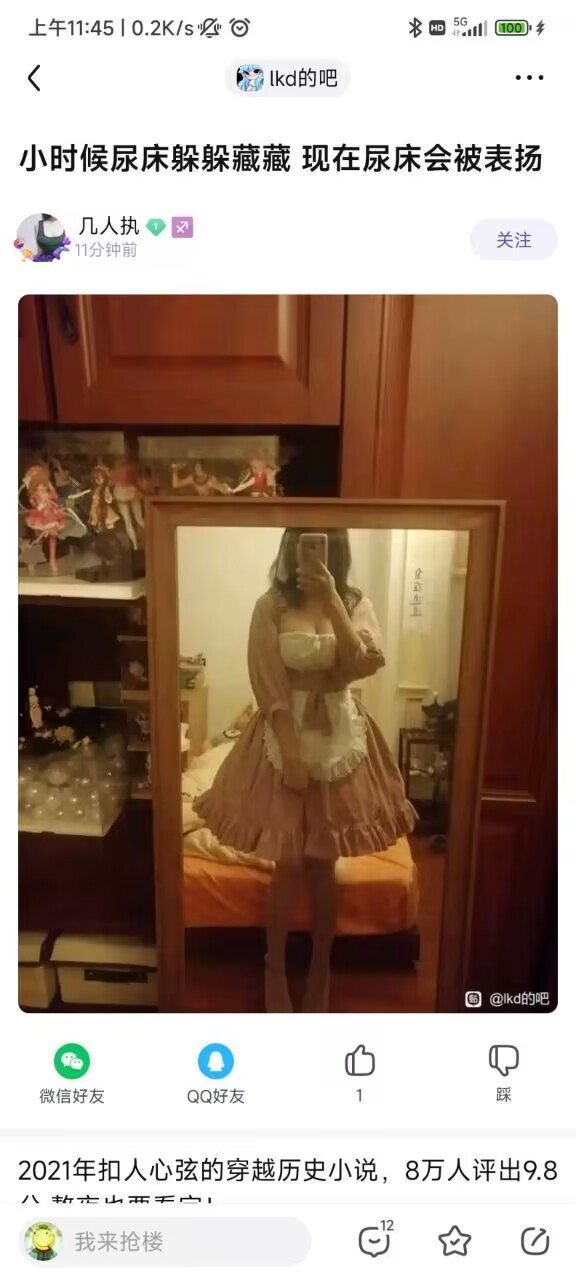 上午11:45 | 0.2K/s
HD 5G 100
lkd的吧
小时候尿床躲躲藏藏 现在尿床会被表扬
几人执 1
11分钟前
关注
@lkd的吧
微信好友
QQ好友
1
踩
2021年扣人心弦的穿越历史小说，8万人评出9.8
我来抢楼
12